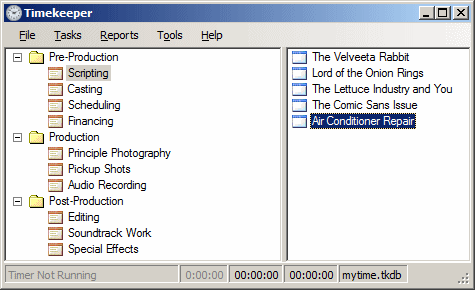 Timekeeper
File Tasks Reports Tools Help
Pre-Production
Scripting
Casting
Scheduling
Financing
Production
Principle Photography
Pickup Shots
Audio Recording
Post-Production
Editing
Soundtrack Work
Special Effects
The Velveeta Rabbit
Lord of the Onion Rings
The Lettuce Industry and You
The Comic Sans Issue
Air Conditioner Repair
Timer Not Running 0:00:00 00:00:00 00:00:00 mytime.tkdb